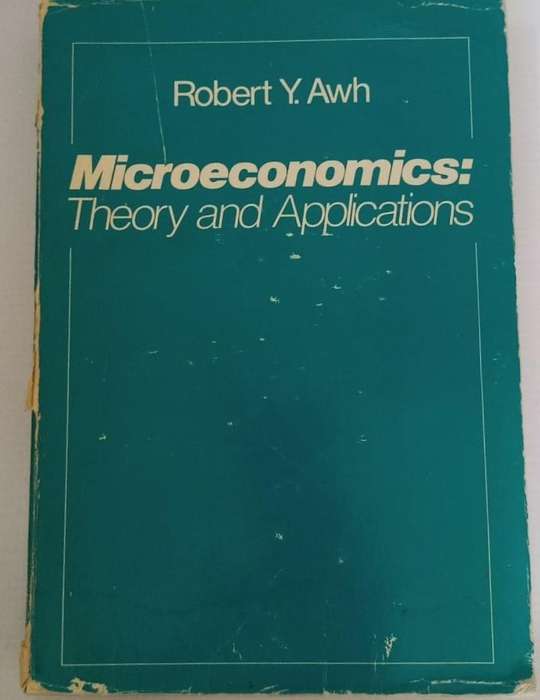 Robert Y. Awh
Microeconomics:
Theory and Applications